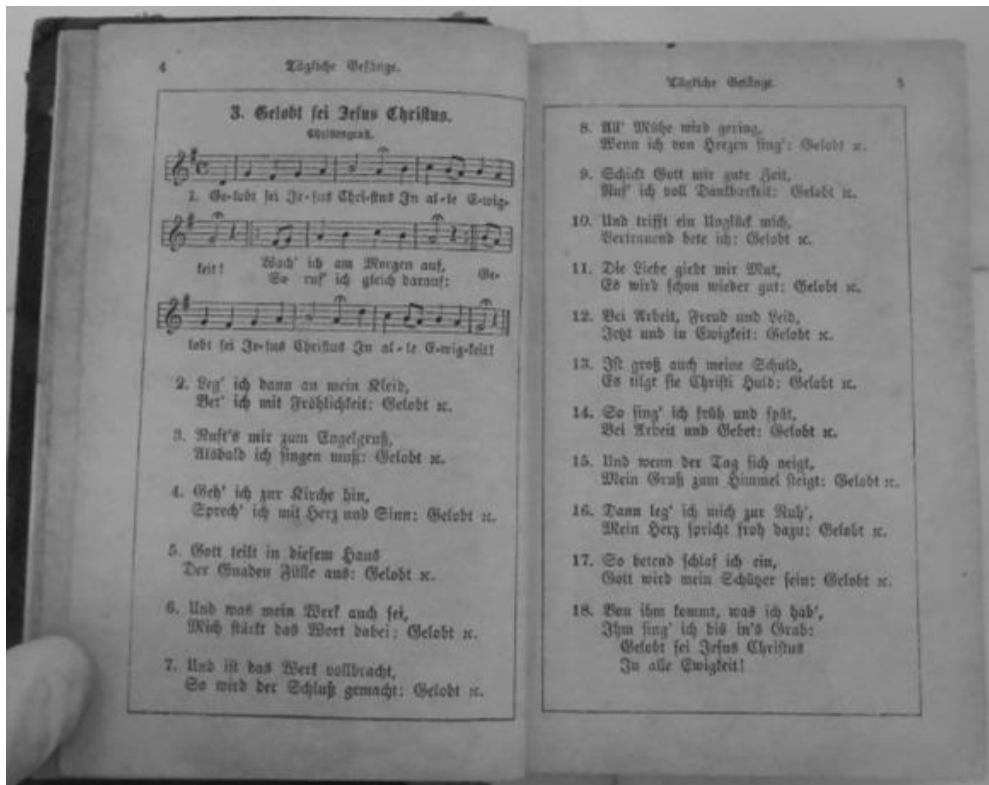 4
Tägliche Gesänge.
3. Gelobt sei Jesus Christus.
Christengruß.
1. Ge-lobt sei Je-sus Chri-stus In al-le E-wig-
keit! Wach' ich am Morgen auf,
So ruf' ich gleich darauf: Ge-
lobt sei Je-sus Christus In al-le E-wig-keit!
2. Leg' ich dann an mein Kleid,
Bet' ich mit Fröhlichkeit: Gelobt ꝛc.
3. Ruft's mir zum Engelgruß,
Alsbald ich singen muß: Gelobt ꝛc.
4. Geh' ich zur Kirche hin,
Sprech' ich mit Herz und Sinn: Gelobt ꝛc.
5. Gott teilt in diesem Haus
Der Gnaden Fülle aus: Gelobt ꝛc.
6. Und was mein Werk auch sei,
Mich stärkt das Wort dabei: Gelobt ꝛc.
7. Und ist das Werk vollbracht,
So wird der Schluß gemacht: Gelobt ꝛc.
Tägliche Gesänge.
5
8. All' Mühe wird gering,
Wenn ich von Herzen sing': Gelobt ꝛc.
9. Schickt Gott mir gute Zeit,
Ruf' ich voll Dankbarkeit: Gelobt ꝛc.
10. Und trifft ein Unglück mich,
Vertrauend bete ich: Gelobt ꝛc.
11. Die Liebe giebt mir Mut,
Es wird schon wieder gut: Gelobt ꝛc.
12. Bei Arbeit, Freud und Leid,
Jetzt und in Ewigkeit: Gelobt ꝛc.
13. Ist groß auch meine Schuld,
Es tilgt sie Christi Huld: Gelobt ꝛc.
14. So sing' ich früh und spät,
Bei Arbeit und Gebet: Gelobt ꝛc.
15. Und wenn der Tag sich neigt,
Mein Gruß zum Himmel steigt: Gelobt ꝛc.
16. Dann leg' ich mich zur Ruh',
Mein Herz spricht froh dazu: Gelobt ꝛc.
17. So betend schlaf ich ein,
Gott wird mein Schützer sein: Gelobt ꝛc.
18. Von ihm kommt, was ich hab',
Ihm sing' ich bis in's Grab:
Gelobt sei Jesus Christus
In alle Ewigkeit!